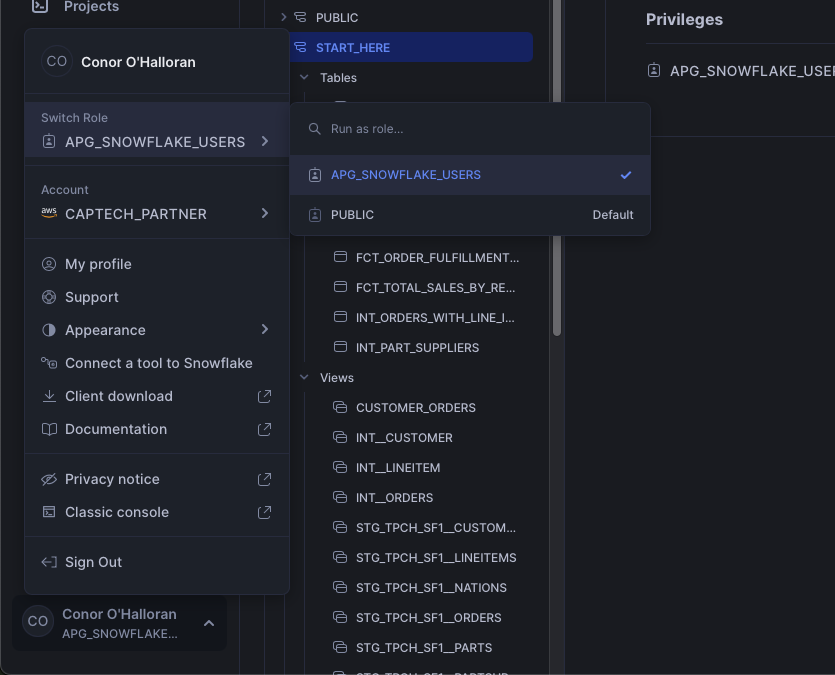 Projects
Conor O'Halloran
CO
Switch Role
APG_SNOWFLAKE_USERS
Account
aws
CAPTECH_PARTNER
My profile
Support
Appearance
Connect a tool to Snowflake
Client download
Documentation
Privacy notice
Classic console
Sign Out
CO
Conor O'Halloran
APG_SNOWFLAKE...
PUBLIC
START_HERE
Tables
Run as role...
APG_SNOWFLAKE_USERS
PUBLIC
Default
FCT_ORDER_FULFILLMENT...
FCT_TOTAL_SALES_BY_RE...
INT_ORDERS_WITH_LINE_I...
INT_PART_SUPPLIERS
Views
CUSTOMER_ORDERS
INT__CUSTOMER
INT__LINEITEM
INT__ORDERS
STG_TPCH_SF1__CUSTOM...
STG_TPCH_SF1__LINEITEMS
STG_TPCH_SF1__NATIONS
STG_TPCH_SF1__ORDERS
STG_TPCH_SF1__PARTS
Privileges
APG_SNOWFLAKE_USER